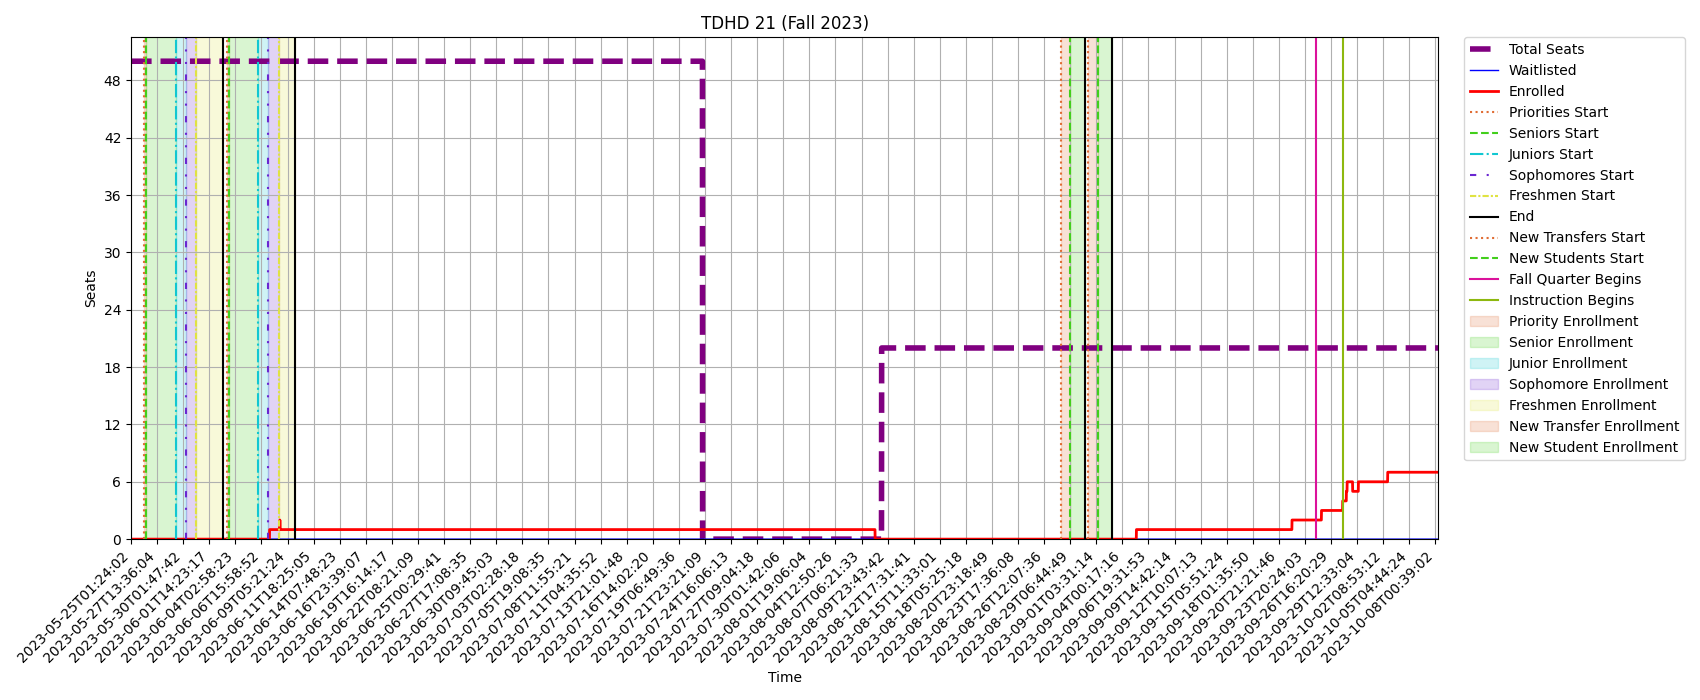 TDHD 21 (Fall 2023)
Total Seats
Waitlisted
Enrolled
Priorities Start
Seniors Start
Juniors Start
Sophomores Start
Freshmen Start
End
New Transfers Start
New Students Start
Fall Quarter Begins
Instruction Begins
Priority Enrollment
Senior Enrollment
Junior Enrollment
Sophomore Enrollment
Freshmen Enrollment
New Transfer Enrollment
New Student Enrollment
Seats
48
42
36
30
24
18
12
6
0
2023-05-25T01:24:02
2023-05-27T13:36:04
2023-05-30T01:47:42
2023-06-01T14:23:17
2023-06-04T02:58:23
2023-06-06T15:58:52
2023-06-09T05:21:24
2023-06-11T18:25:05
2023-06-14T07:48:23
2023-06-16T23:39:07
2023-06-19T16:14:17
2023-06-22T08:21:09
2023-06-25T00:29:41
2023-06-27T17:08:35
2023-06-30T09:45:03
2023-07-03T02:28:18
2023-07-05T19:08:35
2023-07-08T11:55:21
2023-07-11T04:35:52
2023-07-13T21:01:48
2023-07-16T14:02:20
2023-07-19T06:49:36
2023-07-21T23:21:09
2023-07-24T16:06:13
2023-07-27T09:04:18
2023-07-30T01:42:06
2023-08-01T19:06:04
2023-08-04T12:50:26
2023-08-07T06:21:33
2023-08-09T23:43:42
2023-08-12T17:31:41
2023-08-15T11:33:01
2023-08-18T05:25:18
2023-08-20T23:18:49
2023-08-23T17:36:08
2023-08-26T12:07:36
2023-08-29T06:44:49
2023-09-01T03:31:14
2023-09-04T00:17:16
2023-09-06T19:31:53
2023-09-09T14:42:14
2023-09-12T10:07:13
2023-09-15T05:51:24
2023-09-18T01:35:50
2023-09-20T21:21:46
2023-09-23T20:24:03
2023-09-26T16:20:29
2023-09-29T12:33:04
2023-10-02T08:53:12
2023-10-05T04:44:24
2023-10-08T00:39:02
Time